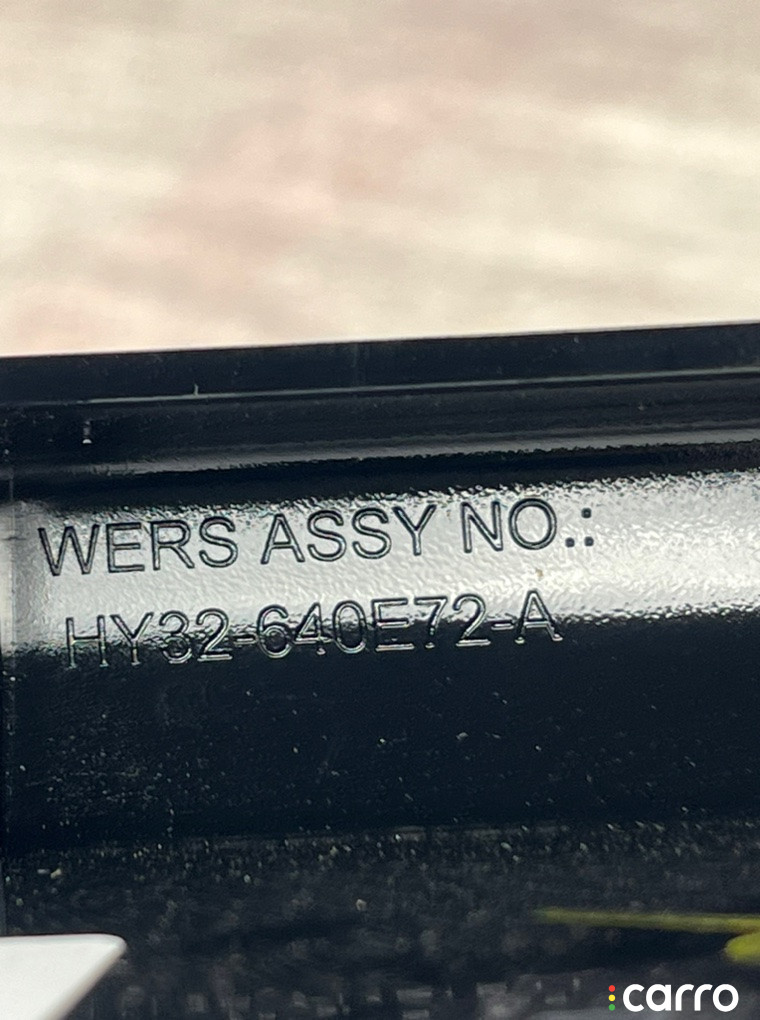 WERS ASSY NO.:
HY32-640E72-A
carro